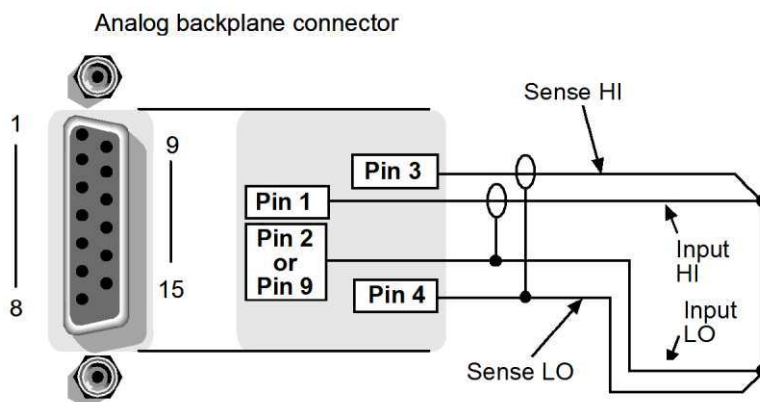 Analog backplane connector
1
9
8
15
Pin 3
Pin 1
Pin 2
or
Pin 9
Pin 4
Sense HI
Input
HI
Input
LO
Sense LO